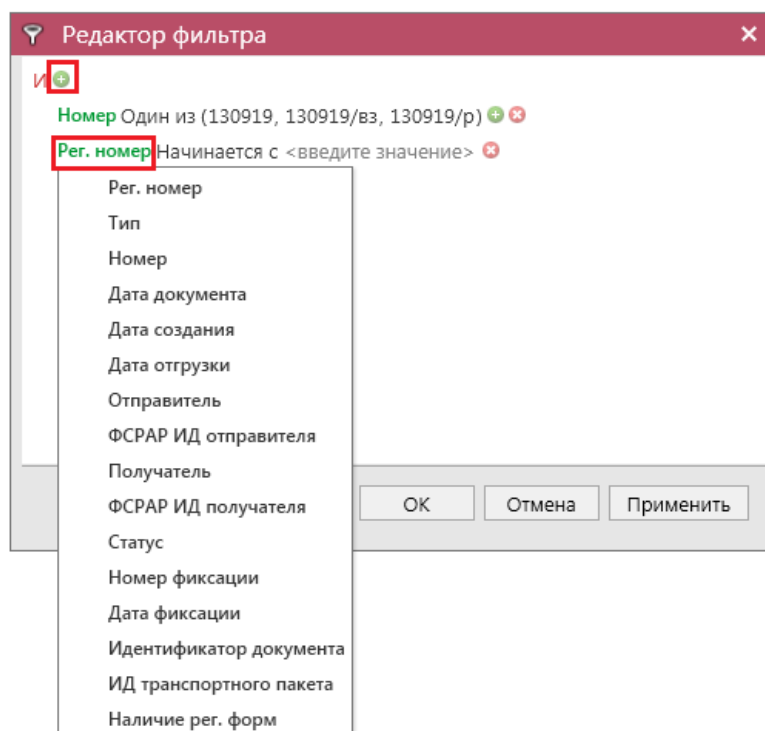 Редактор фильтра
И
Номер Один из (130919, 130919/вз, 130919/р)
Рег. номер Начинается с <введите значение>
Рег. номер
Тип
Номер
Дата документа
Дата создания
Дата отгрузки
Отправитель
ФСРАР ИД отправителя
Получатель
ФСРАР ИД получателя
ОК Отмена Применить
Статус
Номер фиксации
Дата фиксации
Идентификатор документа
ИД транспортного пакета
Наличие рег. форм